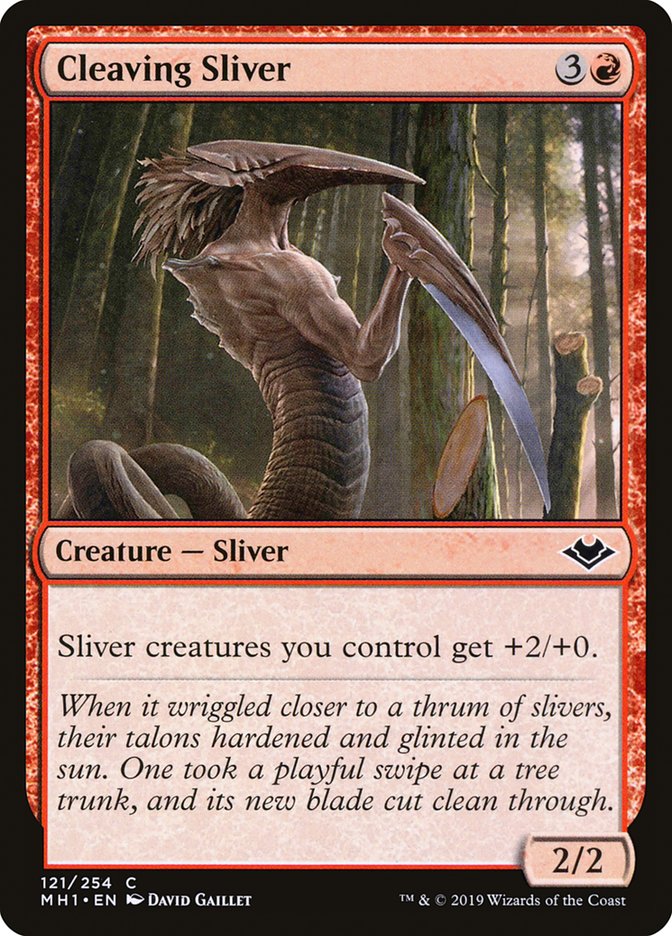 Cleaving Sliver 3
Creature — Sliver
Sliver creatures you control get +2/+0.
When it wriggled closer to a thrum of slivers,
their talons hardened and glinted in the
sun. One took a playful swipe at a tree
trunk, and its new blade cut clean through.
2/2
121/254 C
MH1 • EN David Gaillet
™ & © 2019 Wizards of the Coast